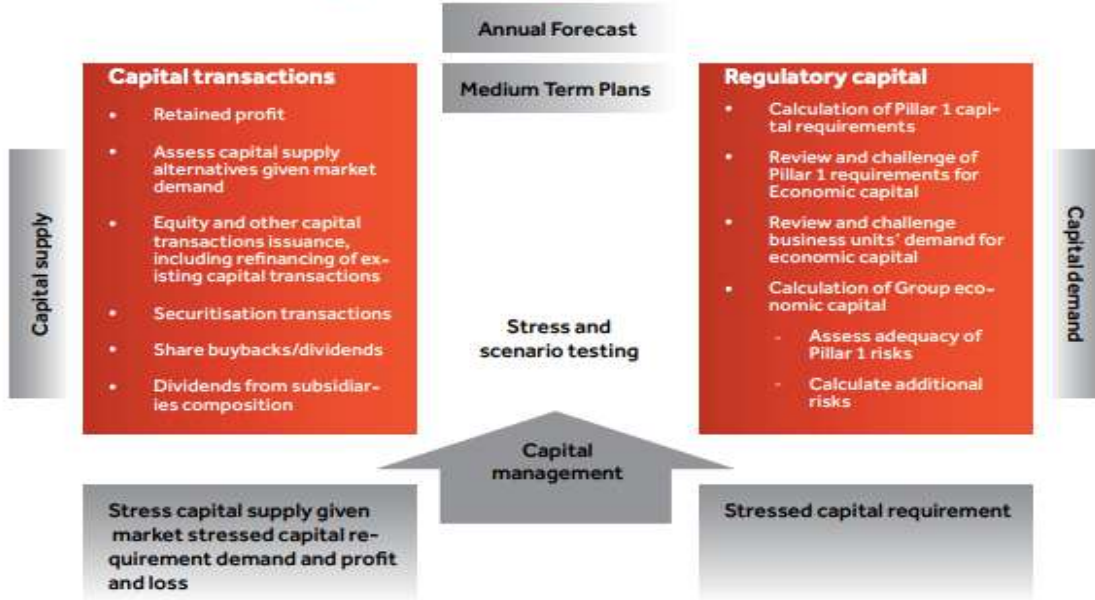 Annual Forecast
Medium Term Plans
Capital supply
Capital transactions
• Retained profit
• Assess capital supply
alternatives given market
demand
• Equity and other capital
transactions issuance,
including refinancing of ex-
isting capital transactions
• Securitisation transactions
• Share buybacks/dividends
• Dividends from subsidiar-
ies composition
Stress and
scenario testing
Regulatory capital
• Calculation of Pillar 1 capi-
tal requirements
• Review and challenge of
Pillar 1 requirements for
Economic capital
• Review and challenge
business units' demand for
economic capital
• Calculation of Group eco-
nomic capital
- Assess adequacy of
Pillar 1 risks
- Calculate additional
risks
Capital demand
Capital
management
Stress capital supply given
market stressed capital re-
quirement demand and profit
and loss
Stressed capital requirement